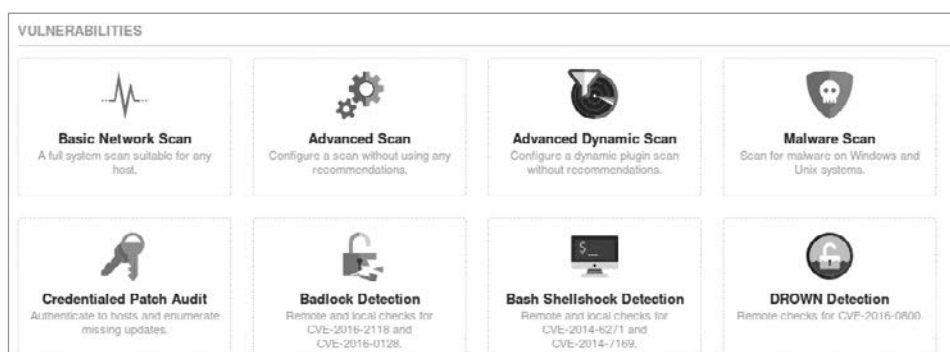 VULNERABILITIES
Basic Network Scan
A full system scan suitable for any
host.
Advanced Scan
Configure a scan without using any
recommendations.
Advanced Dynamic Scan
Configure a dynamic plugin scan
without recommendations.
Malware Scan
Scan for malware on Windows and
Unix systems.
Credentialed Patch Audit
Authenticate to hosts and enumerate
missing updates.
Badlock Detection
Remote and local checks for
CVE-2016-2118 and
CVE-2016-0128.
$_
Bash Shellshock Detection
Remote and local checks for
CVE-2014-6271 and
CVE-2014-7169.
DROWN Detection
Remote checks for CVE-2016-0800.